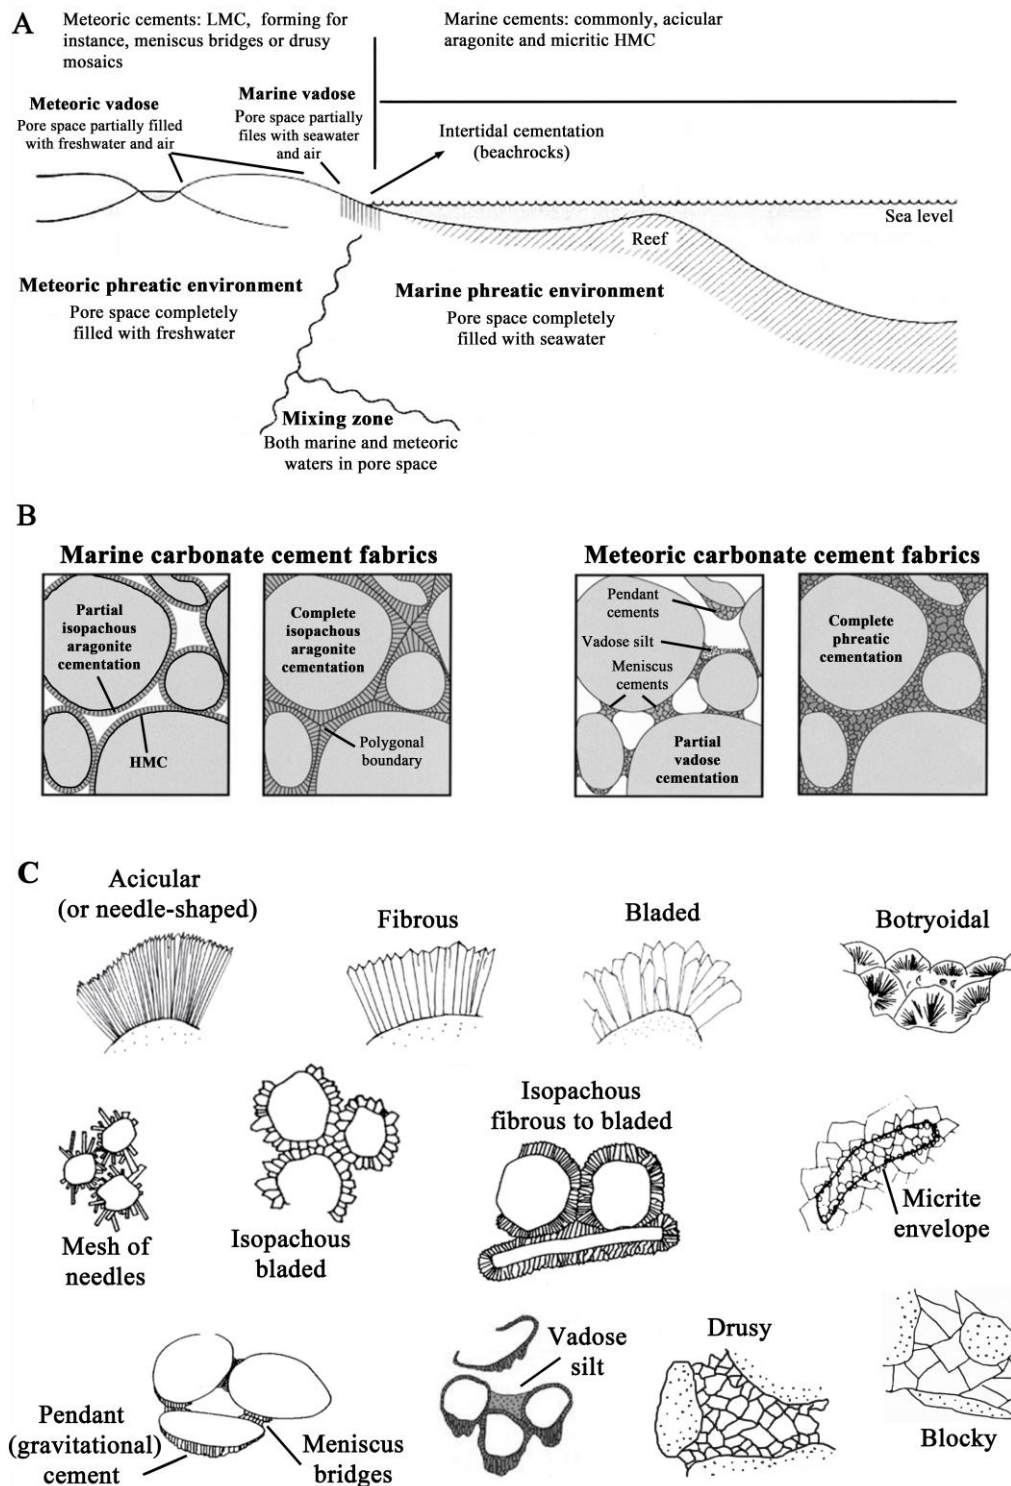 A
Meteoric cements: LMC, forming for
instance, meniscus bridges or drusy
mosaics
Marine cements: commonly, acicular
aragonite and micritic HMC
Meteoric vadose
Pore space partially filled
with freshwater and air
Marine vadose
Pore space partially
files with seawater
and air
Intertidal cementation
(beachrocks)
Sea level
Reef
Meteoric phreatic environment
Pore space completely
filled with freshwater
Marine phreatic environment
Pore space completely
filled with seawater
Mixing zone
Both marine and meteoric
waters in pore space
B
Marine carbonate cement fabrics
Partial
isopachous
aragonite
cementation
HMC
Complete
isopachous
aragonite
cementation
Polygonal
boundary
Meteoric carbonate cement fabrics
Pendant
cements
Vadose silt
Meniscus
cements
Partial
vadose
cementation
Complete
phreatic
cementation
C
Acicular
(or needle-shaped)
Fibrous
Bladed
Botryoidal
Mesh of
needles
Isopachous
bladed
Isopachous
fibrous to bladed
Micrite
envelope
Pendant
(gravitational)
cement
Meniscus
bridges
Vadose
silt
Drusy
Blocky